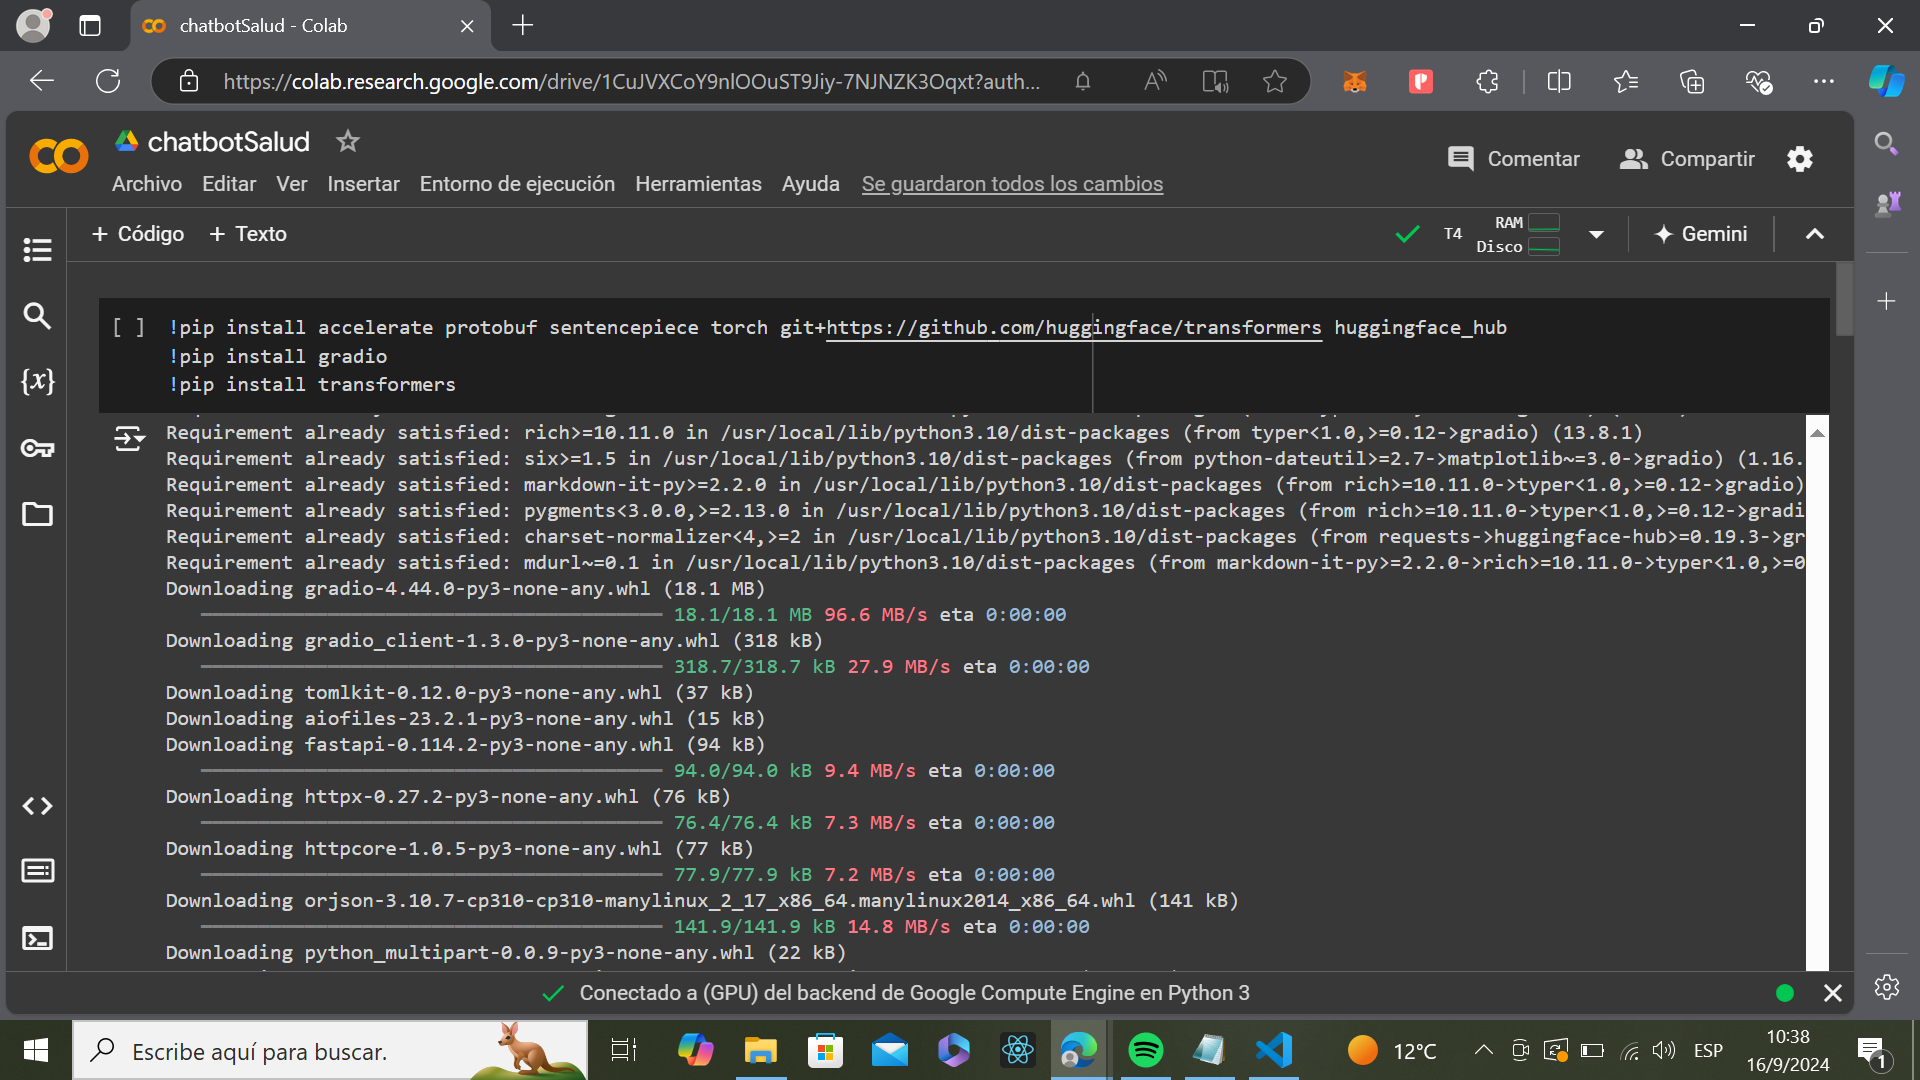 chatbotSalud - Colab
https://colab.research.google.com/drive/1CuJVXCoY9nlOOuST9Jiy-7NJNZK3Oqxt?auth...
chatbotSalud
Archivo Editar Ver Insertar Entorno de ejecución Herramientas Ayuda Se guardaron todos los cambios
Comentar Compartir
+ Código + Texto
T4 RAM Disco Gemini
[ ] !pip install accelerate protobuf sentencepiece torch git+https://github.com/huggingface/transformers huggingface_hub
!pip install gradio
!pip install transformers
Requirement already satisfied: rich>=10.11.0 in /usr/local/lib/python3.10/dist-packages (from typer<1.0,>=0.12->gradio) (13.8.1)
Requirement already satisfied: six>=1.5 in /usr/local/lib/python3.10/dist-packages (from python-dateutil>=2.7->matplotlib~=3.0->gradio) (1.16.
Requirement already satisfied: markdown-it-py>=2.2.0 in /usr/local/lib/python3.10/dist-packages (from rich>=10.11.0->typer<1.0,>=0.12->gradio)
Requirement already satisfied: pygments<3.0.0,>=2.13.0 in /usr/local/lib/python3.10/dist-packages (from rich>=10.11.0->typer<1.0,>=0.12->gradi
Requirement already satisfied: charset-normalizer<4,>=2 in /usr/local/lib/python3.10/dist-packages (from requests->huggingface-hub>=0.19.3->gr
Requirement already satisfied: mdurl~=0.1 in /usr/local/lib/python3.10/dist-packages (from markdown-it-py>=2.2.0->rich>=10.11.0->typer<1.0,>=0
Downloading gradio-4.44.0-py3-none-any.whl (18.1 MB)
18.1/18.1 MB 96.6 MB/s eta 0:00:00
Downloading gradio_client-1.3.0-py3-none-any.whl (318 kB)
318.7/318.7 kB 27.9 MB/s eta 0:00:00
Downloading tomlkit-0.12.0-py3-none-any.whl (37 kB)
Downloading aiofiles-23.2.1-py3-none-any.whl (15 kB)
Downloading fastapi-0.114.2-py3-none-any.whl (94 kB)
94.0/94.0 kB 9.4 MB/s eta 0:00:00
Downloading httpx-0.27.2-py3-none-any.whl (76 kB)
76.4/76.4 kB 7.3 MB/s eta 0:00:00
Downloading httpcore-1.0.5-py3-none-any.whl (77 kB)
77.9/77.9 kB 7.2 MB/s eta 0:00:00
Downloading orjson-3.10.7-cp310-cp310-manylinux_2_17_x86_64.manylinux2014_x86_64.whl (141 kB)
141.9/141.9 kB 14.8 MB/s eta 0:00:00
Downloading python_multipart-0.0.9-py3-none-any.whl (22 kB)
Conectado a (GPU) del backend de Google Compute Engine en Python 3
Escribe aquí para buscar.
12°C
ESP
10:38
16/9/2024
1